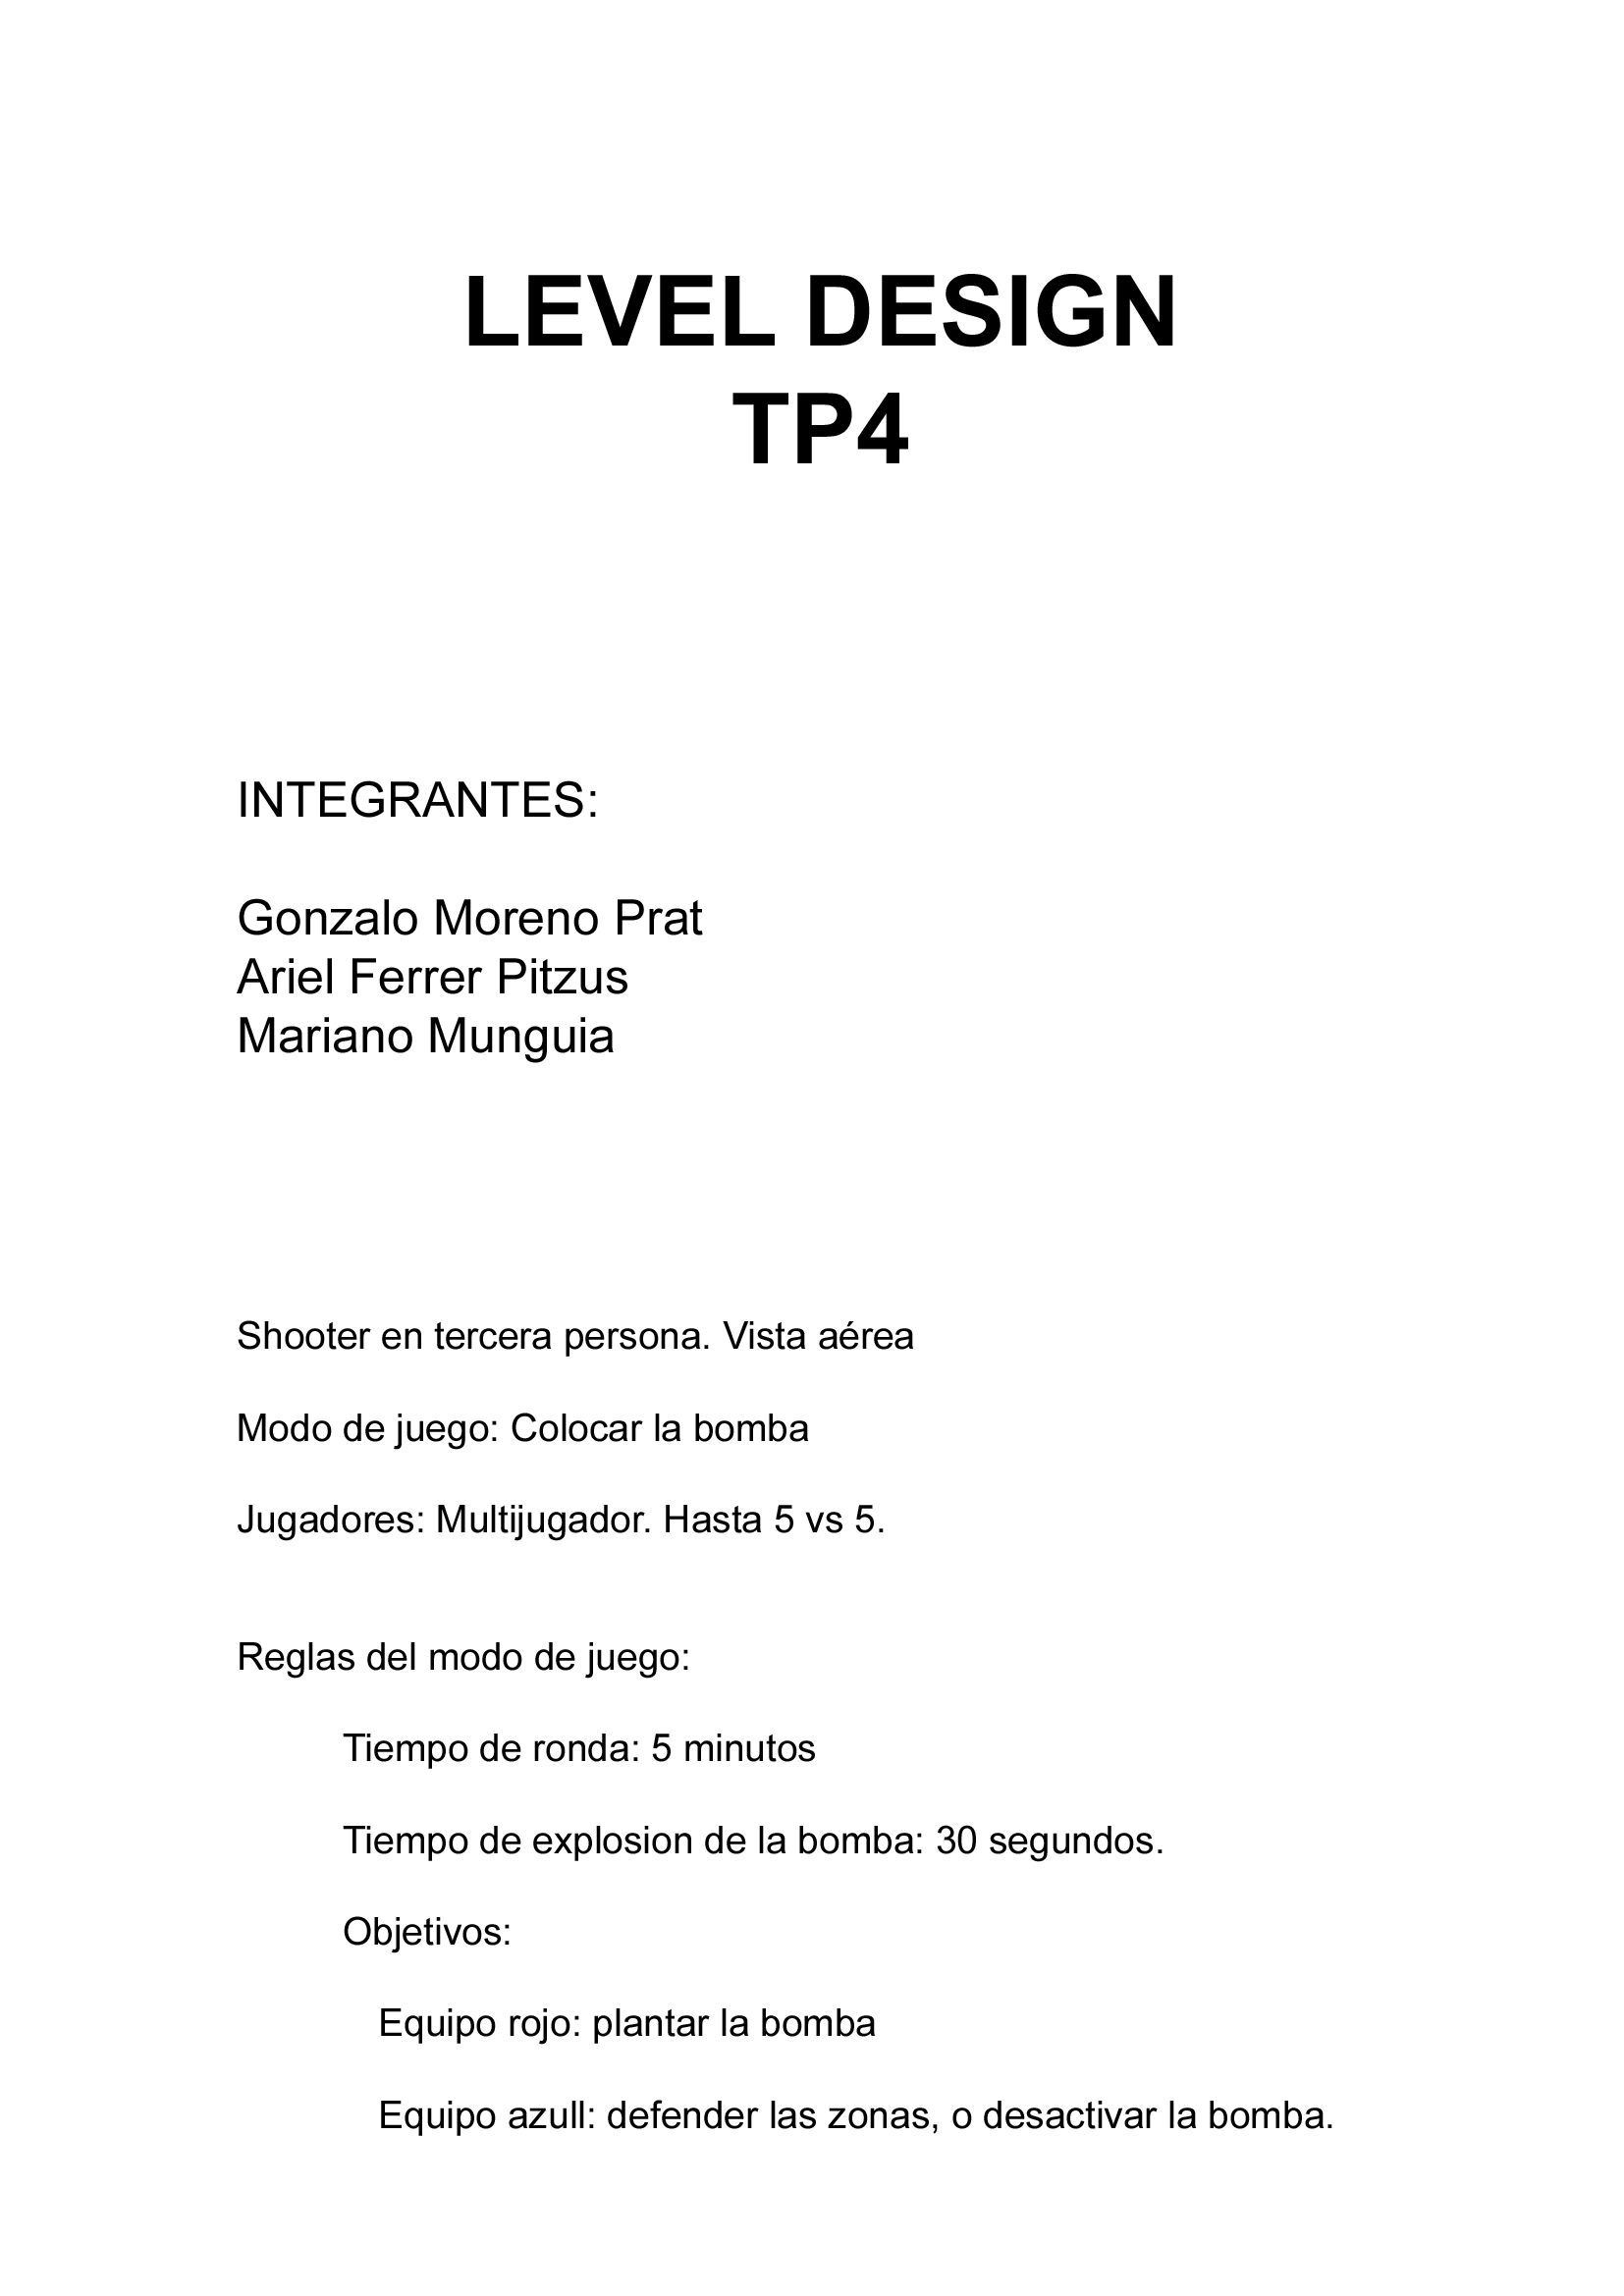 LEVEL DESIGN
TP4
INTEGRANTES:
Gonzalo Moreno Prat
Ariel Ferrer Pitzus
Mariano Munguia
Shooter en tercera persona. Vista aérea
Modo de juego: Colocar la bomba
Jugadores: Multijugador. Hasta 5 vs 5.
Reglas del modo de juego:
Tiempo de ronda: 5 minutos
Tiempo de explosion de la bomba: 30 segundos.
Objetivos:
Equipo rojo: plantar la bomba
Equipo azull: defender las zonas, o desactivar la bomba.